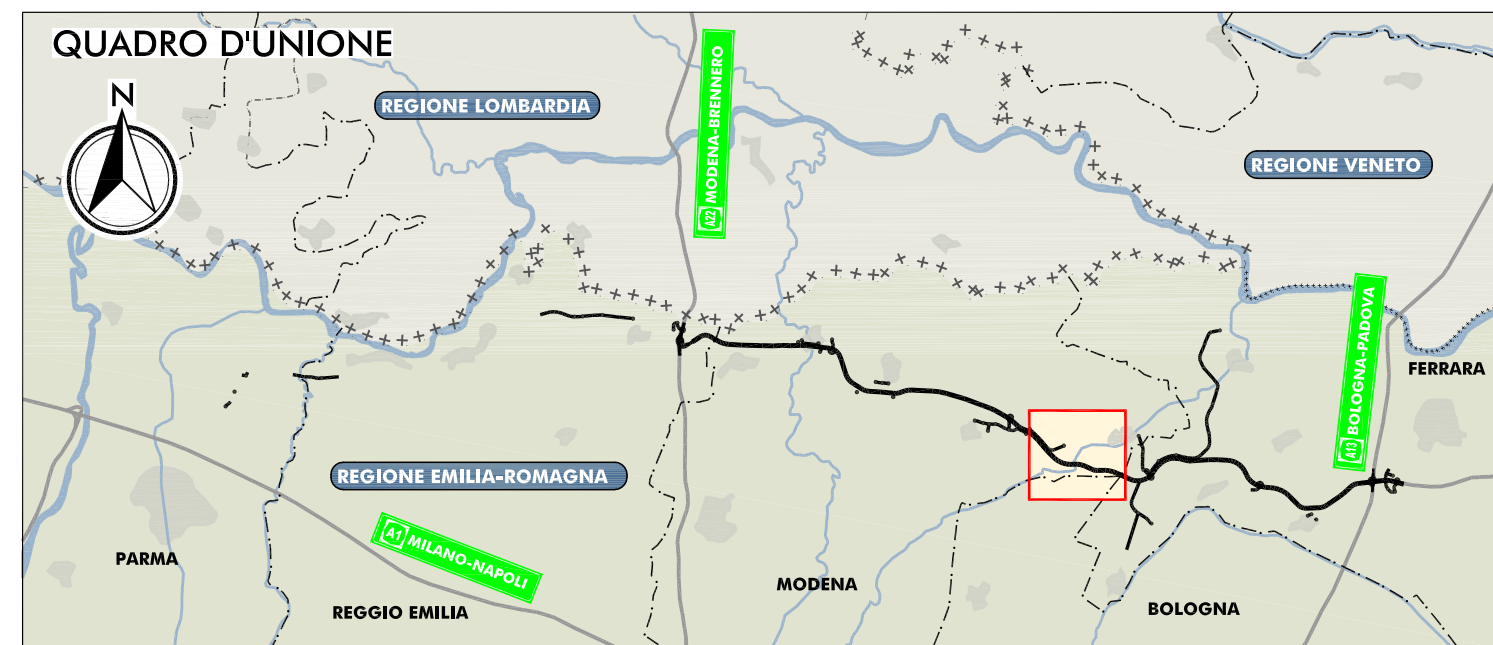 QUADRO D'UNIONE
N
REGIONE LOMBARDIA
A22 MODENA-BRENNERO
REGIONE VENETO
A13 BOLOGNA-PADOVA
FERRARA
REGIONE EMILIA-ROMAGNA
A1 MILANO-NAPOLI
PARMA
MODENA
REGGIO EMILIA
BOLOGNA